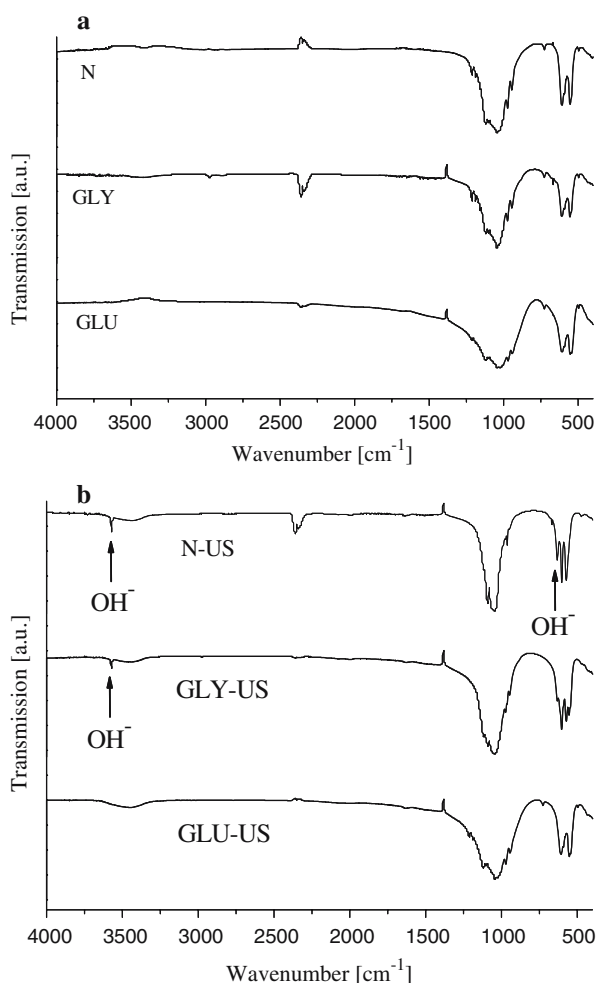 a
N
GLY
GLU
Transmission [a.u.]
4000 3500 3000 2500 2000 1500 1000 500
Wavenumber [cm⁻¹]
b
N-US
OH⁻
OH⁻
GLY-US
OH⁻
GLU-US
Transmission [a.u.]
4000 3500 3000 2500 2000 1500 1000 500
Wavenumber [cm⁻¹]